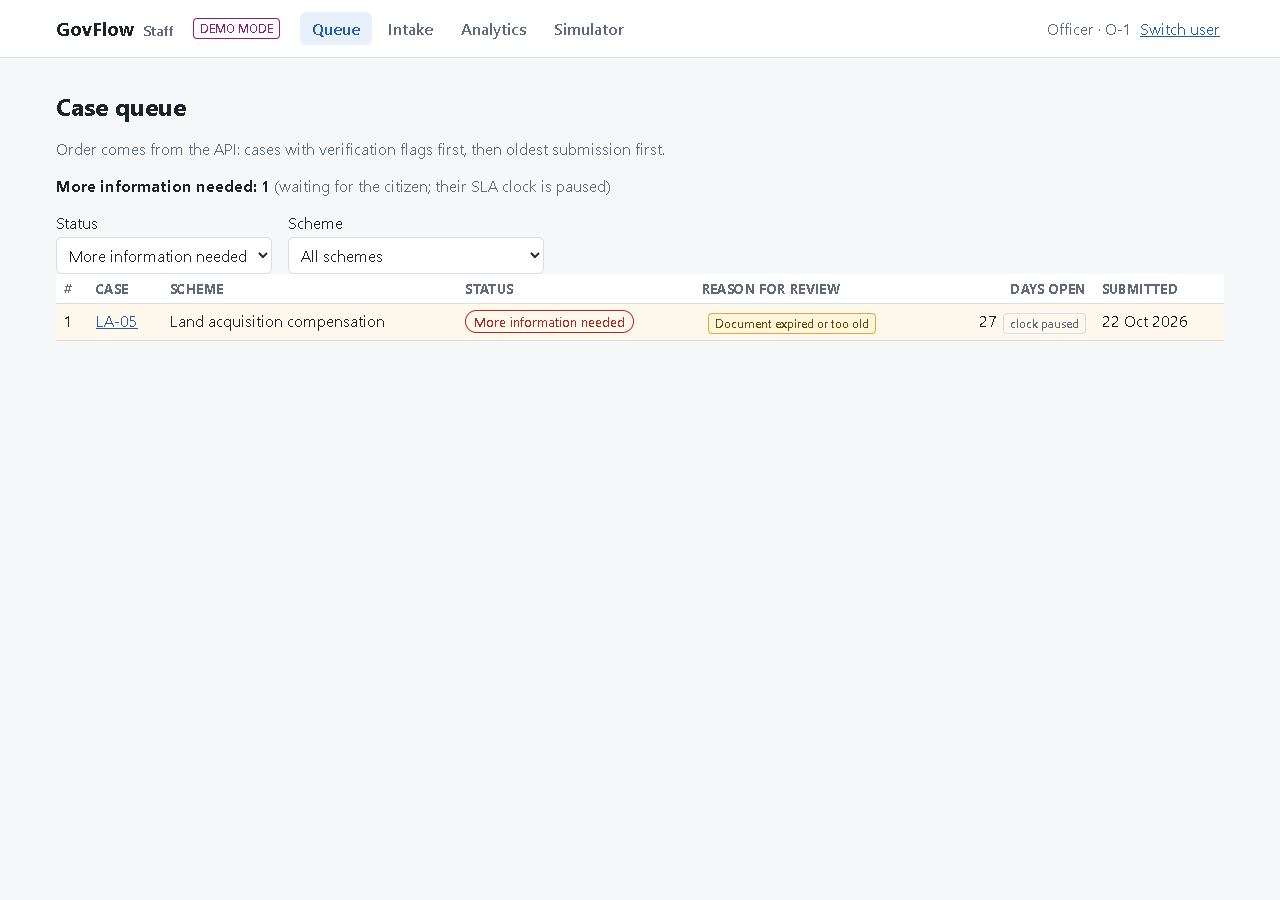 GovFlow Staff DEMO MODE Queue Intake Analytics Simulator Officer · O-1 Switch user
Case queue
Order comes from the API: cases with verification flags first, then oldest submission first.
More information needed: 1 (waiting for the citizen; their SLA clock is paused)
Status Scheme
More information needed All schemes
# CASE SCHEME STATUS REASON FOR REVIEW DAYS OPEN SUBMITTED
1 LA-05 Land acquisition compensation More information needed Document expired or too old 27 clock paused 22 Oct 2026